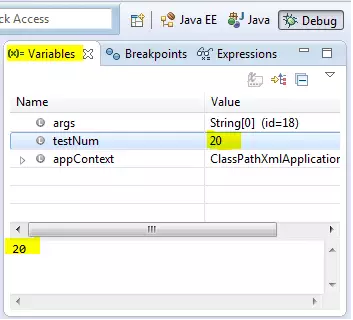 ck Access
Java EE
Java
Debug
(x)= Variables
Breakpoints
Expressions
Name Value
args String[0] (id=18)
testNum 20
appContext ClassPathXmlApplication
20